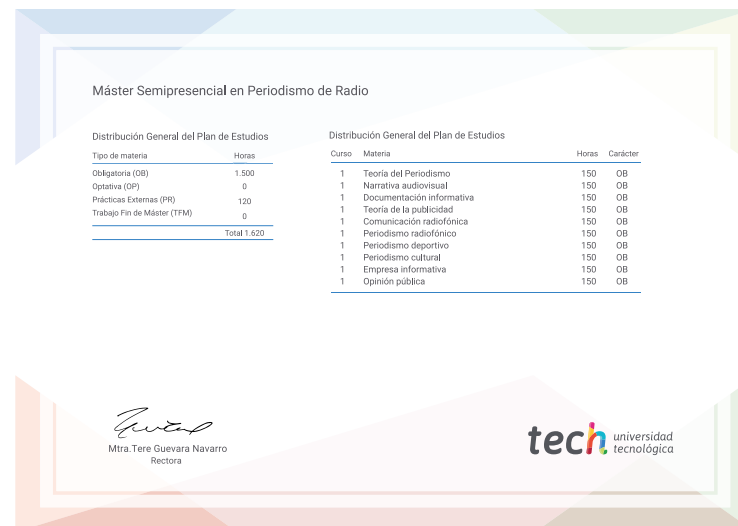 Máster Semipresencial en Periodismo de Radio
Distribución General del Plan de Estudios
Tipo de materia Horas
Obligatoria (OB) 1.500
Optativa (OP) 0
Prácticas Externas (PR) 120
Trabajo Fin de Máster (TFM) 0
Total 1.620
Distribución General del Plan de Estudios
Curso Materia Horas Carácter
1 Teoría del Periodismo 150 OB
1 Narrativa audiovisual 150 OB
1 Documentación informativa 150 OB
1 Teoría de la publicidad 150 OB
1 Comunicación radiofónica 150 OB
1 Periodismo radiofónico 150 OB
1 Periodismo deportivo 150 OB
1 Periodismo cultural 150 OB
1 Empresa informativa 150 OB
1 Opinión pública 150 OB
Mtra.Tere Guevara Navarro
Rectora
tech universidad
tecnológica